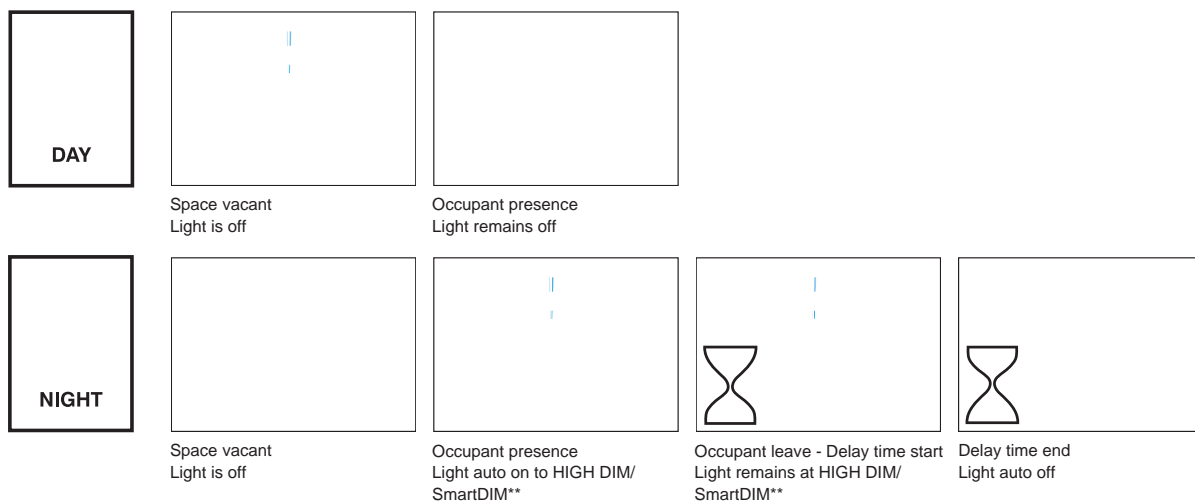 DAY
Space vacant
Light is off
Occupant presence
Light remains off
NIGHT
Space vacant
Light is off
Occupant presence
Light auto on to HIGH DIM/
SmartDIM**
Occupant leave - Delay time start
Light remains at HIGH DIM/
SmartDIM**
Delay time end
Light auto off